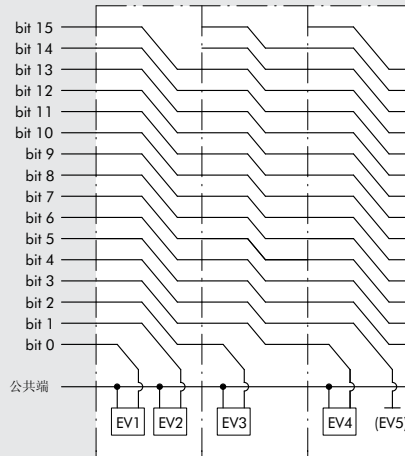 bit 15
bit 14
bit 13
bit 12
bit 11
bit 10
bit 9
bit 8
bit 7
bit 6
bit 5
bit 4
bit 3
bit 2
bit 1
bit 0
公共端
EV1 EV2 EV3 EV4 (EV5)